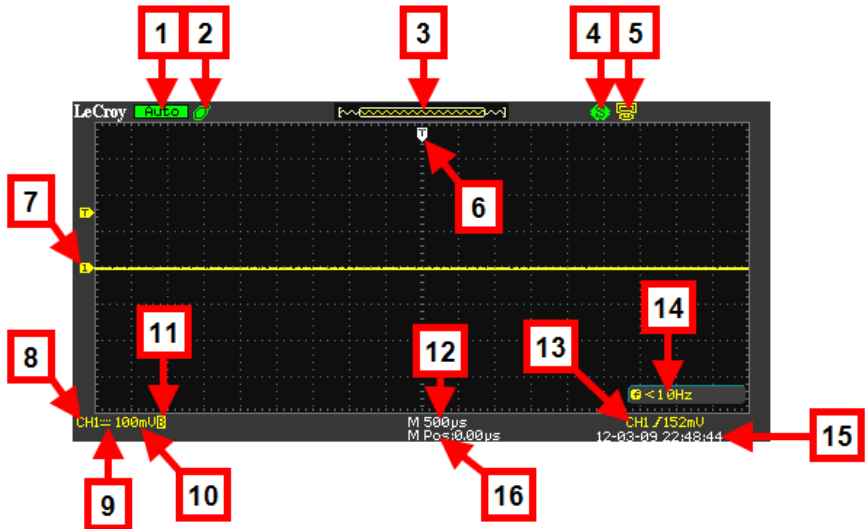 1 2 3 4 5
LeCroy Auto S
T
6
7
T
1
14
11 12 13
8
f <10Hz
CH1 100mV B M 500μs CH1 152mV
M Pos:0.00μs 12-03-09 22:48:44
15
9 10 16